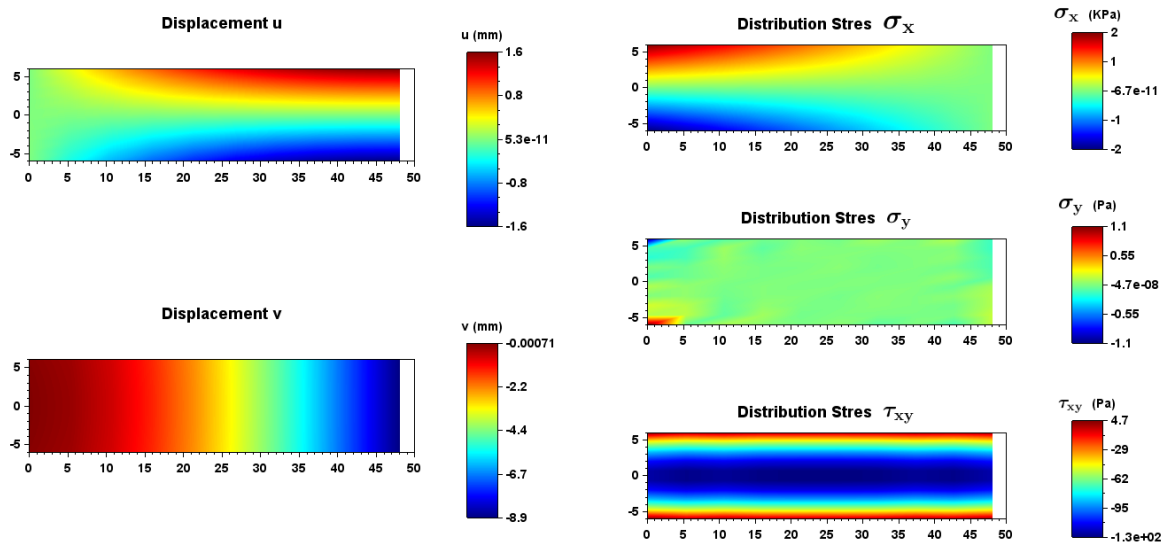 Displacement u
u (mm)
1.6
0.8
5.3e-11
-0.8
-1.6
5
0
-5
0 5 10 15 20 25 30 35 40 45 50
Displacement v
v (mm)
-0.00071
-2.2
-4.4
-6.7
-8.9
5
0
-5
0 5 10 15 20 25 30 35 40 45 50
Distribution Stres σx
σx (KPa)
2
1
-6.7e-11
-1
-2
5
0
-5
0 5 10 15 20 25 30 35 40 45 50
Distribution Stres σy
σy (Pa)
1.1
0.55
-4.7e-08
-0.55
-1.1
5
0
-5
0 5 10 15 20 25 30 35 40 45 50
Distribution Stres τxy
τxy (Pa)
4.7
-29
-62
-95
-1.3e+02
5
0
-5
0 5 10 15 20 25 30 35 40 45 50